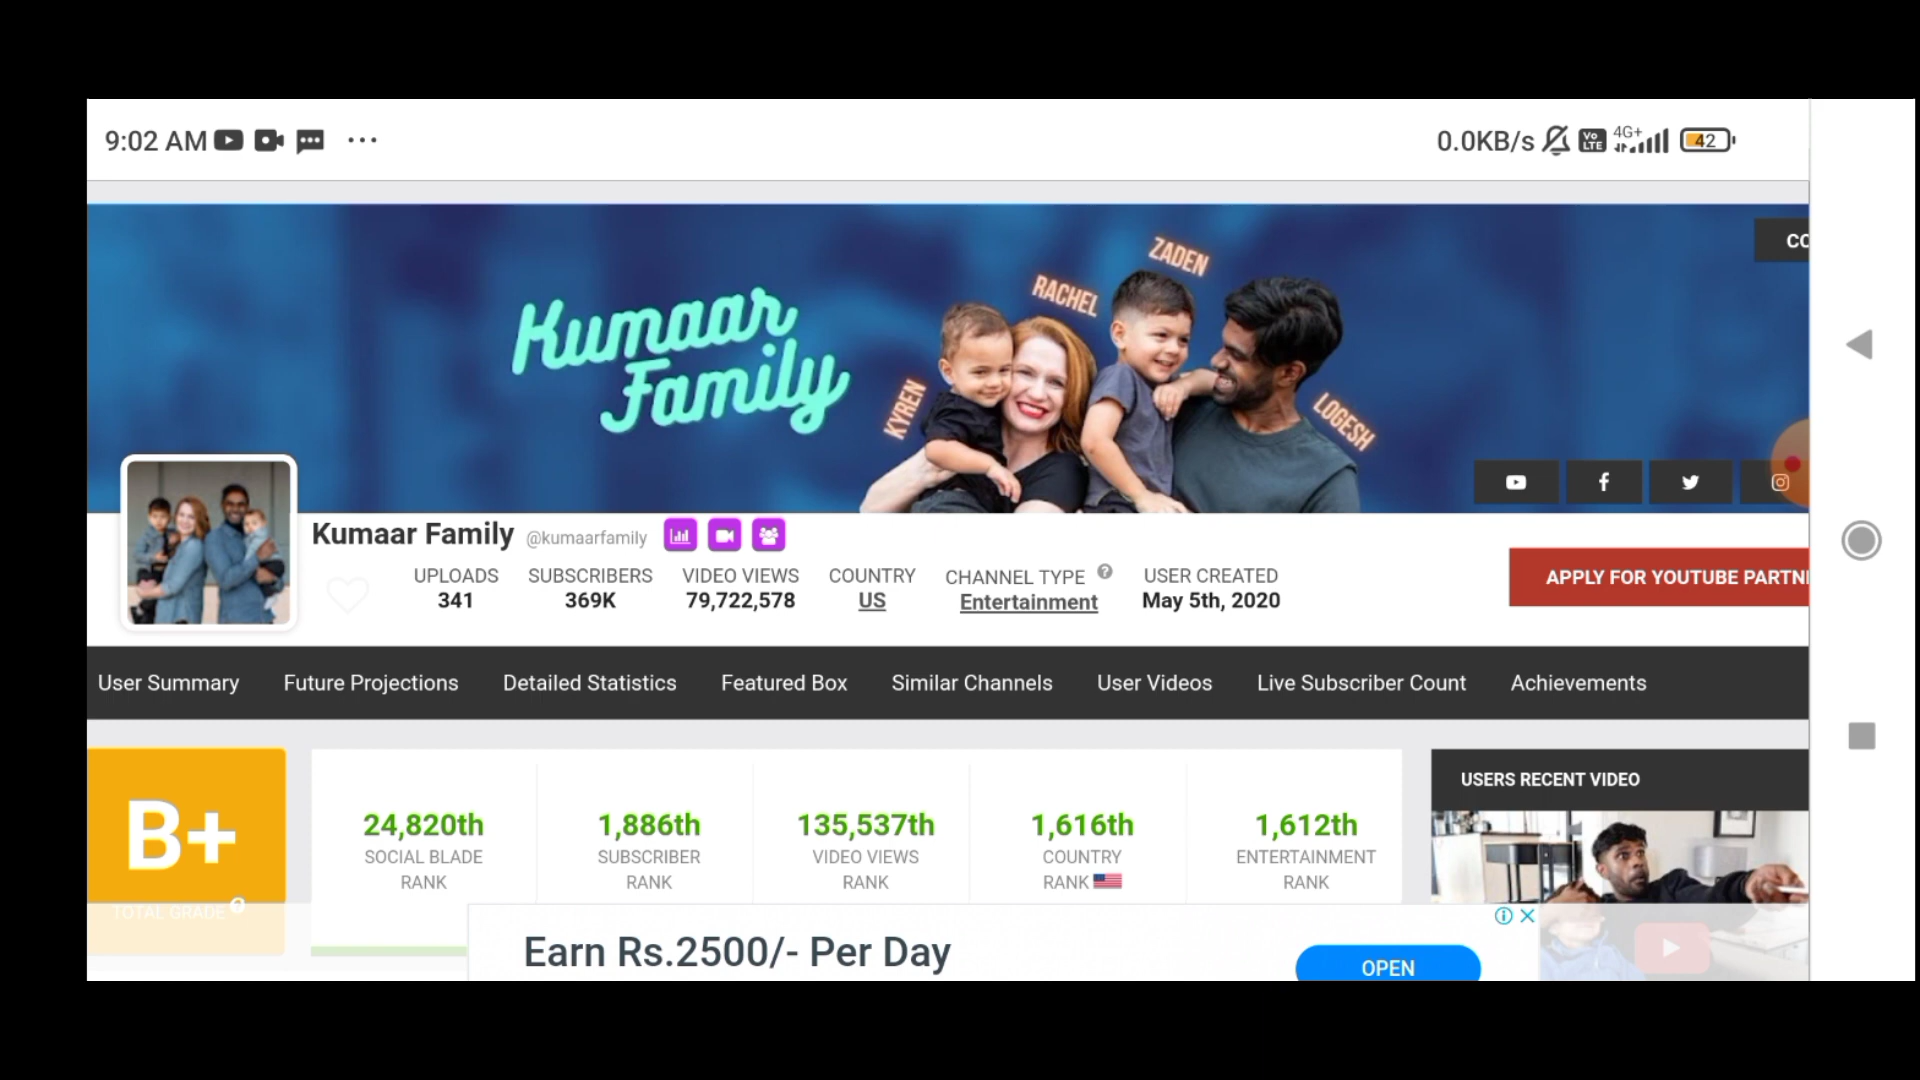 9:02 AM
0.0KB/s
Vo LTE
4G+
42
CO
Kumaar
Family
KYREN
RACHEL
ZADEN
LOGESH
Kumaar Family @kumaarfamily
UPLOADS SUBSCRIBERS VIDEO VIEWS COUNTRY CHANNEL TYPE USER CREATED
341 369K 79,722,578 US Entertainment May 5th, 2020
APPLY FOR YOUTUBE PARTN
User Summary Future Projections Detailed Statistics Featured Box Similar Channels User Videos Live Subscriber Count Achievements
B+
TOTAL GRADE
24,820th 1,886th 135,537th 1,616th 1,612th
SOCIAL BLADE SUBSCRIBER VIDEO VIEWS COUNTRY ENTERTAINMENT
RANK RANK RANK RANK RANK
USERS RECENT VIDEO
Earn Rs.2500/- Per Day
OPEN